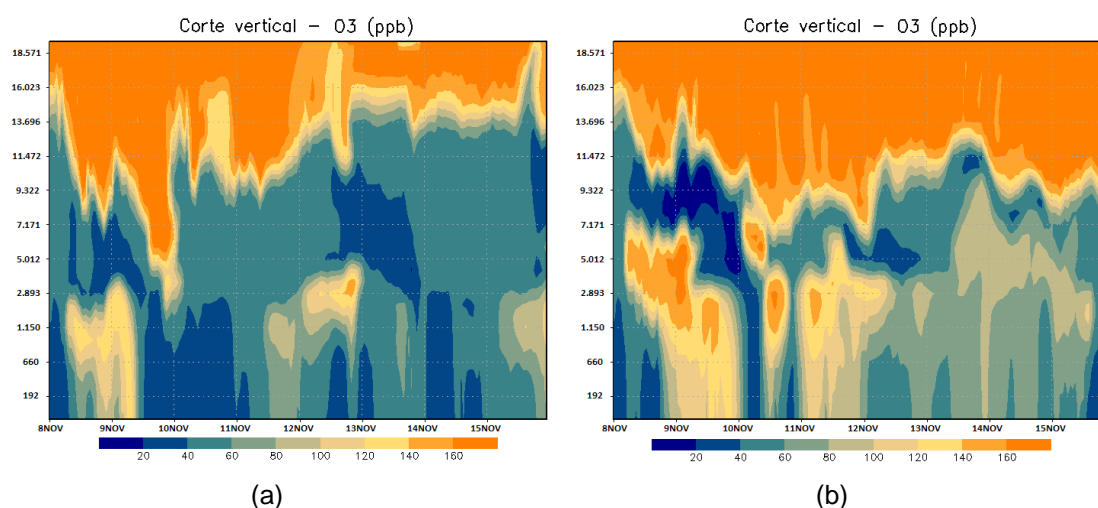 Corte vertical – O3 (ppb)
18.571
16.023
13.696
11.472
9.322
7.171
5.012
2.893
1.150
660
192
8NOV 9NOV 10NOV 11NOV 12NOV 13NOV 14NOV 15NOV
20 40 60 80 100 120 140 160
(a)
Corte vertical – O3 (ppb)
18.571
16.023
13.696
11.472
9.322
7.171
5.012
2.893
1.150
660
192
8NOV 9NOV 10NOV 11NOV 12NOV 13NOV 14NOV 15NOV
20 40 60 80 100 120 140 160
(b)